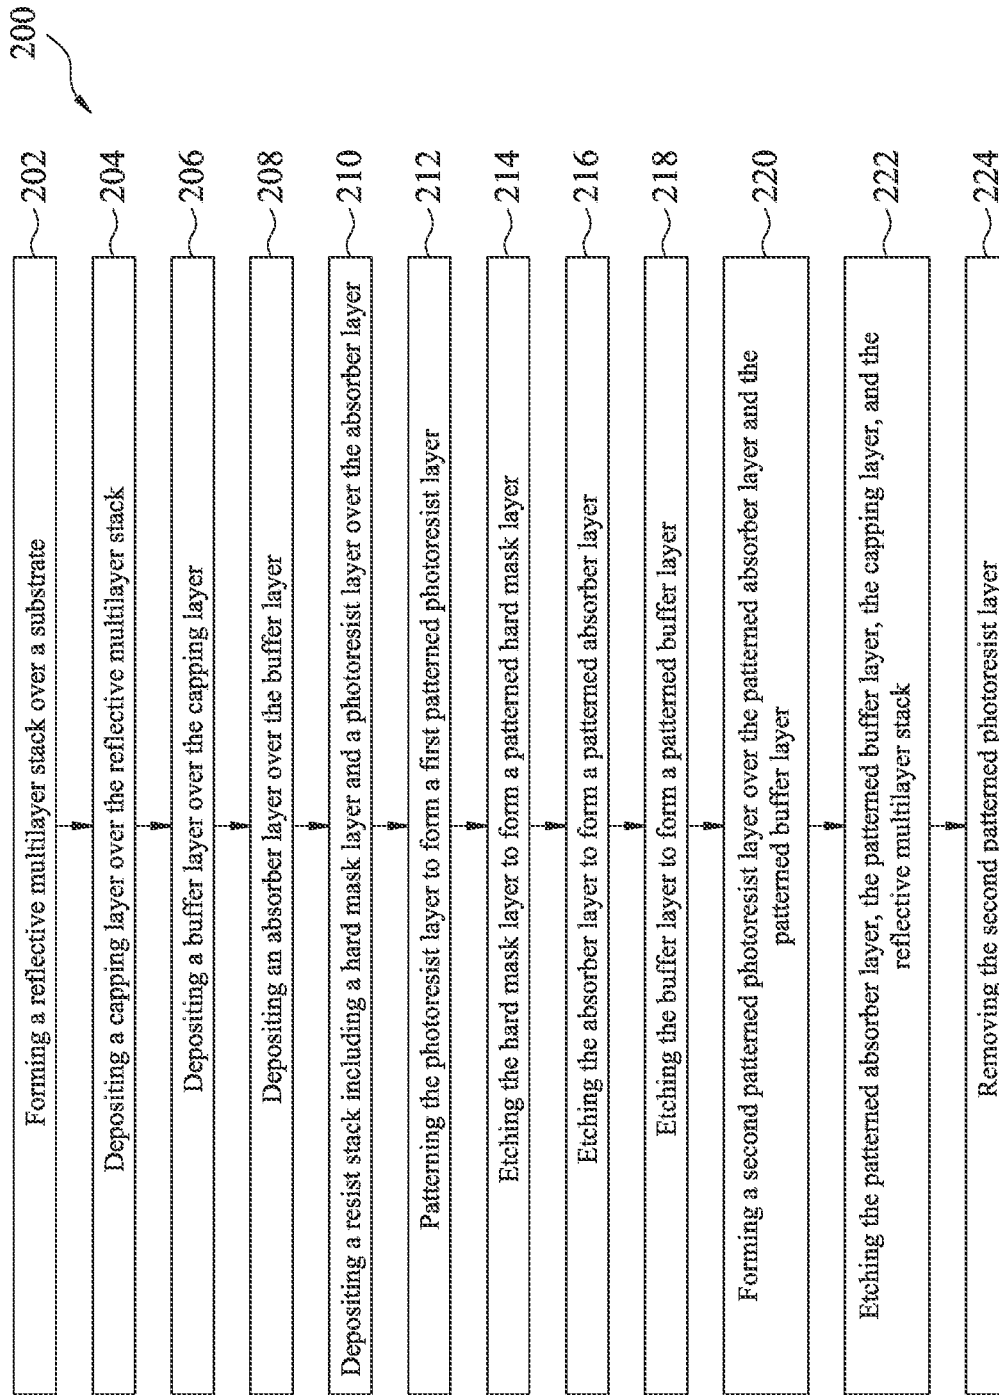 200
Forming a reflective multilayer stack over a substrate
202
Depositing a capping layer over the reflective multilayer stack
204
Depositing a buffer layer over the capping layer
206
Depositing an absorber layer over the buffer layer
208
Depositing a resist stack including a hard mask layer and a photoresist layer over the absorber layer
210
Patterning the photoresist layer to form a first patterned photoresist layer
212
Etching the hard mask layer to form a patterned hard mask layer
214
Etching the absorber layer to form a patterned absorber layer
216
Etching the buffer layer to form a patterned buffer layer
218
Forming a second patterned photoresist layer over the patterned absorber layer and the
patterned buffer layer
220
Etching the patterned absorber layer, the patterned buffer layer, the capping layer, and the
reflective multilayer stack
222
Removing the second patterned photoresist layer
224